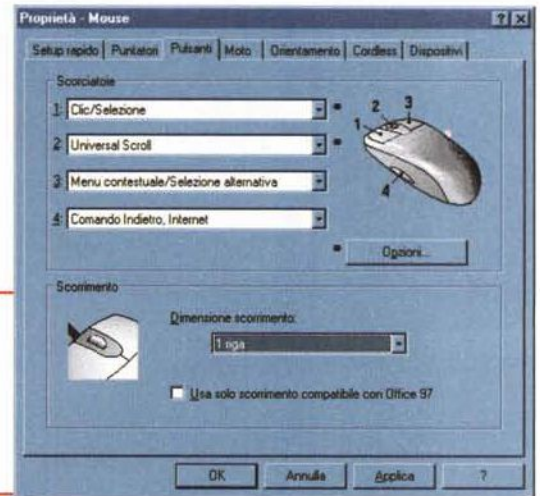 Proprietà - Mouse
? ×
Setup rapido Puntatori Pulsanti Moto Orientamento Cordless Dispositivi
Scorciatoie
1: Clic/Selezione
2: Universal Scroll
3: Menu contestuale/Selezione alternativa
4: Comando Indietro, Internet
1 2 3
4
Opzioni...
Scorrimento
Dimensione scorrimento:
1 riga
Usa solo scorrimento compatibile con Office 97
OK Annulla Applica ?